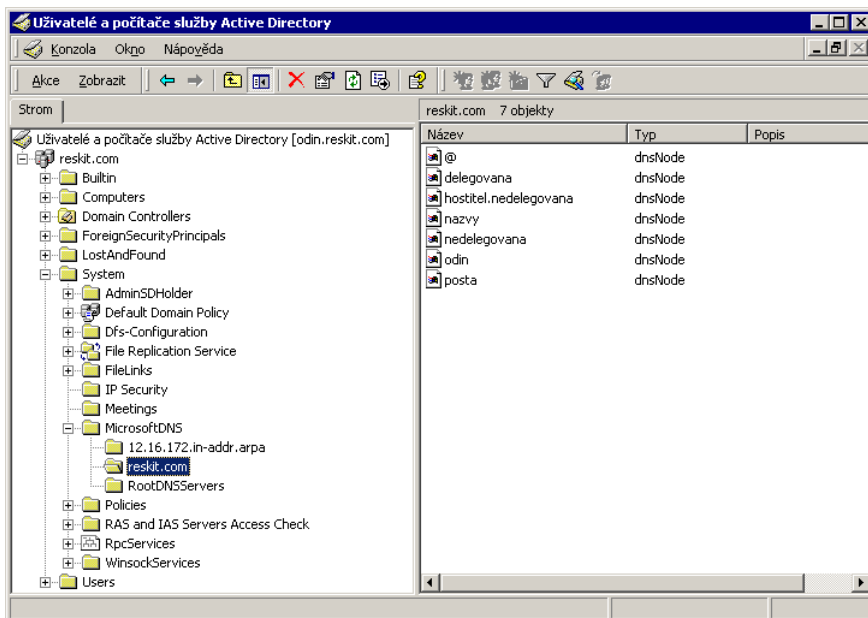 Uživatelé a počítače služby Active Directory
Konzola Okno Nápověda
Akce Zobrazit
Strom
reskit.com 7 objekty
Uživatelé a počítače služby Active Directory [odin.reskit.com]
reskit.com
Builtin
Computers
Domain Controllers
ForeignSecurityPrincipals
LostAndFound
System
AdminSDHolder
Default Domain Policy
Dfs-Configuration
File Replication Service
FileLinks
IP Security
Meetings
MicrosoftDNS
12.16.172.in-addr.arpa
reskit.com
RootDNSServers
Policies
RAS and IAS Servers Access Check
RpcServices
WinsockServices
Users
Název Typ Popis
@ dnsNode
delegovana dnsNode
hostitel.nedelegovana dnsNode
nazvy dnsNode
nedelegovana dnsNode
odin dnsNode
posta dnsNode